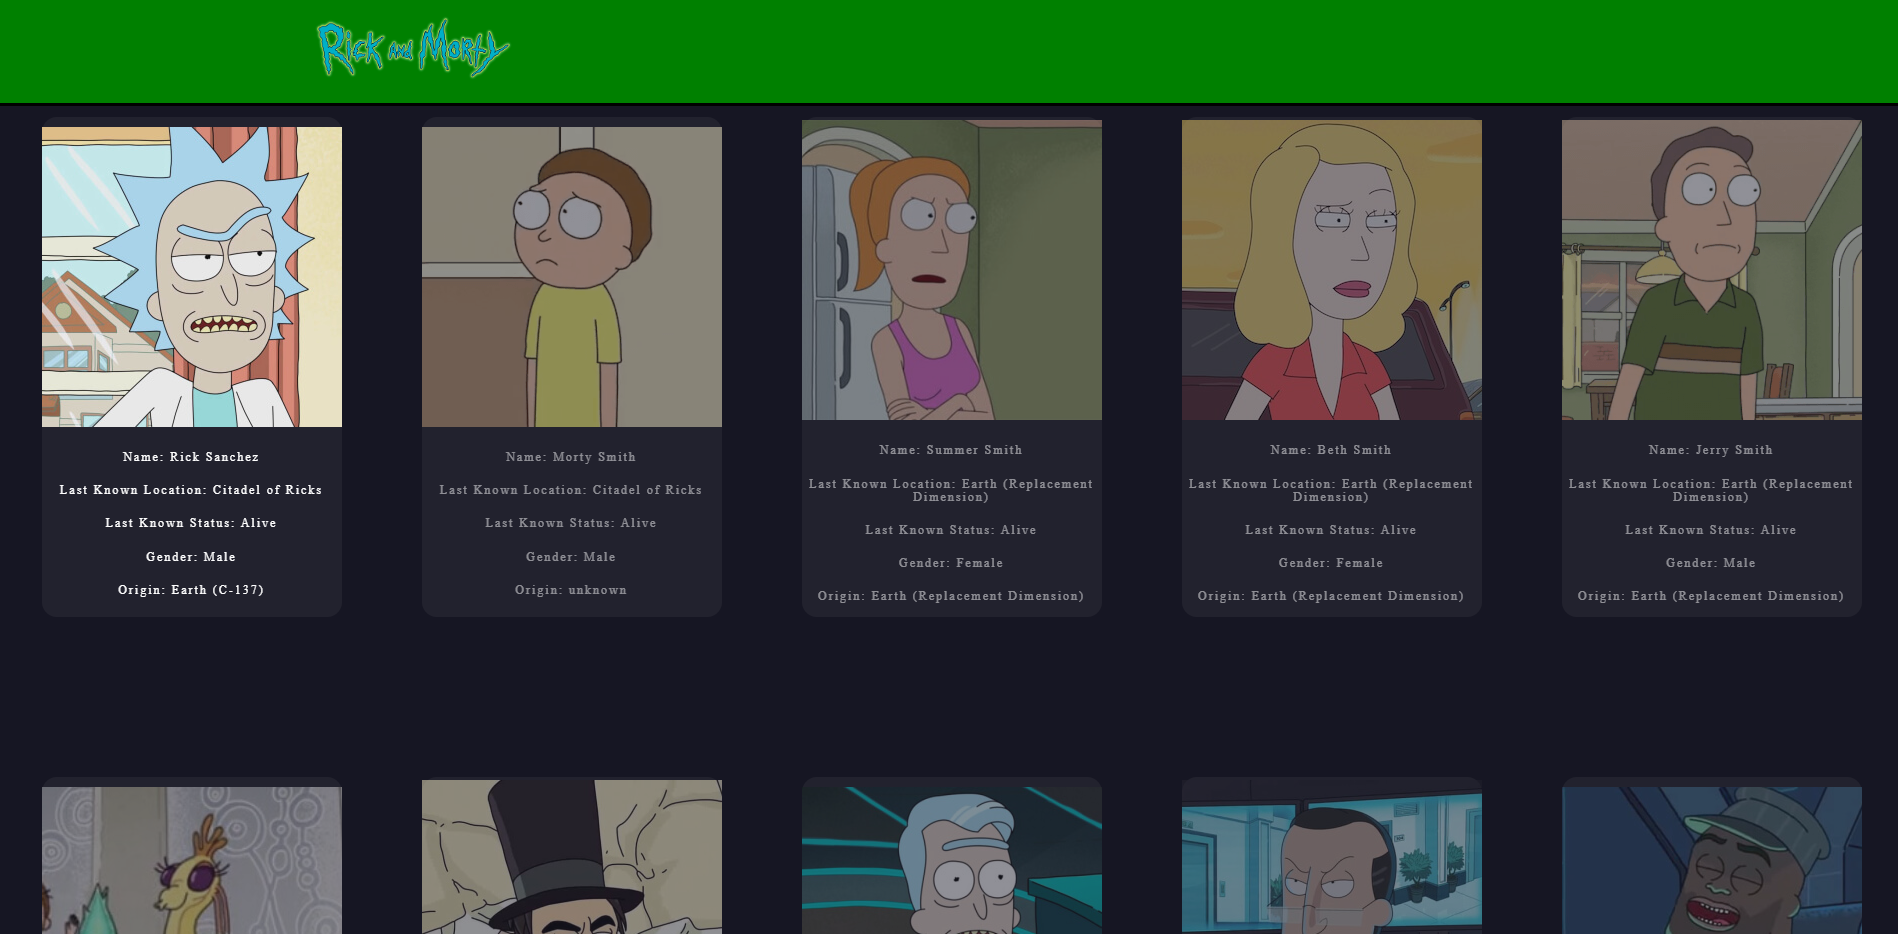 Rick and Morty
Name: Rick Sanchez
Last Known Location: Citadel of Ricks
Last Known Status: Alive
Gender: Male
Origin: Earth (C-137)
Name: Morty Smith
Last Known Location: Citadel of Ricks
Last Known Status: Alive
Gender: Male
Origin: unknown
Name: Summer Smith
Last Known Location: Earth (Replacement
Dimension)
Last Known Status: Alive
Gender: Female
Origin: Earth (Replacement Dimension)
Name: Beth Smith
Last Known Location: Earth (Replacement
Dimension)
Last Known Status: Alive
Gender: Female
Origin: Earth (Replacement Dimension)
Name: Jerry Smith
Last Known Location: Earth (Replacement
Dimension)
Last Known Status: Alive
Gender: Male
Origin: Earth (Replacement Dimension)